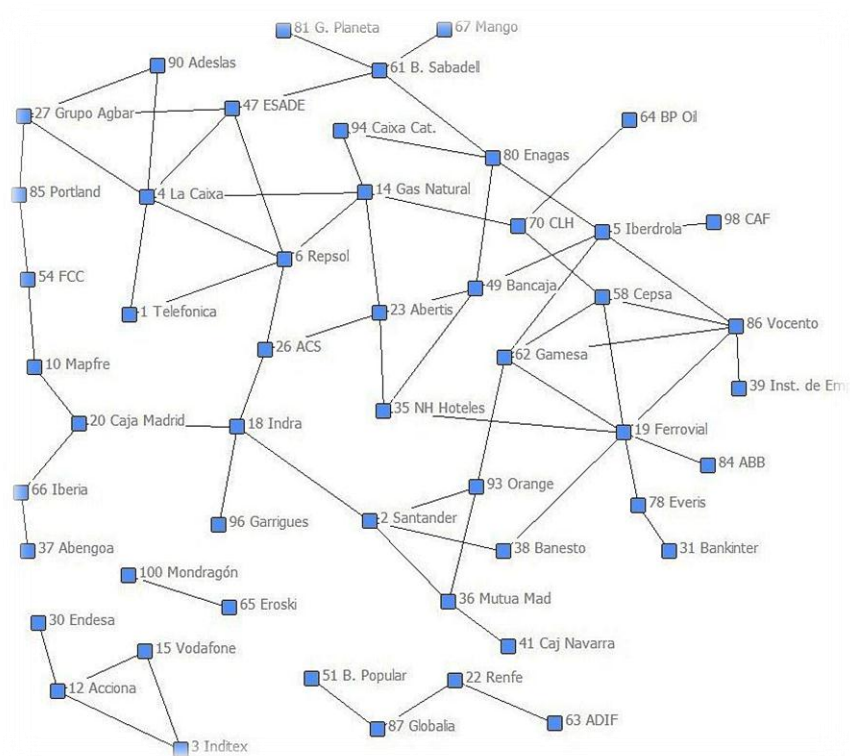 81 G. Planeta
67 Mango
90 Adeslas
61 B. Sabadell
47 ESADE
27 Grupo Agbar
94 Caixa Cat.
64 BP Oil
80 Enagas
85 Portland
4 La Caixa
14 Gas Natural
70 CLH
5 Iberdrola
98 CAF
6 Repsol
54 FCC
49 Bancaja
58 Cepsa
1 Telefonica
23 Abertis
86 Vocento
26 ACS
62 Gamesa
10 Mapfre
39 Inst. de Em
35 NH Hoteles
20 Caja Madrid
18 Indra
19 Ferrovial
84 ABB
66 Iberia
93 Orange
78 Everis
96 Garrigues
2 Santander
37 Abengoa
38 Banesto
31 Bankinter
100 Mondragón
65 Eroski
36 Mutua Mad
30 Endesa
41 Caj Navarra
15 Vodafone
12 Acciona
51 B. Popular
22 Renfe
87 Globalia
63 ADIF
3 Inditex